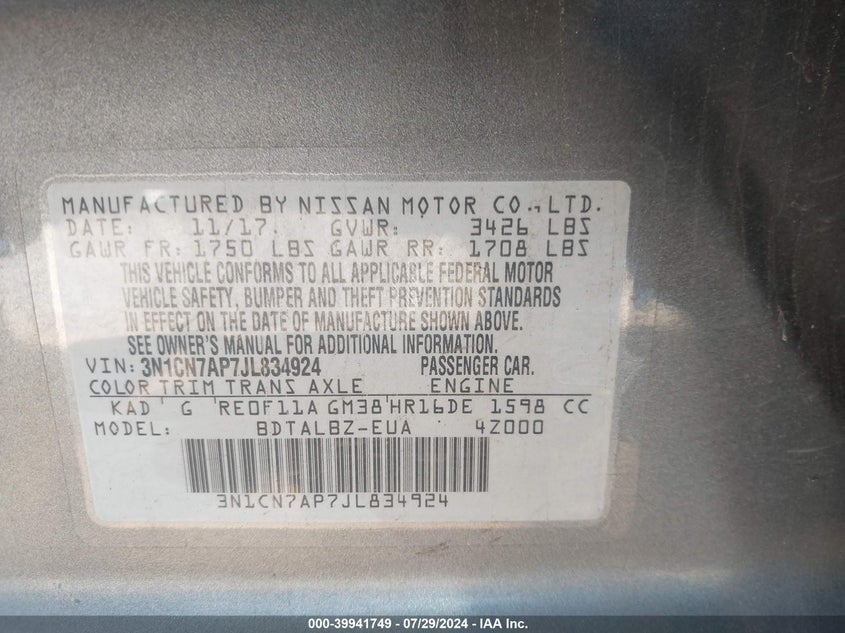 MANUFACTURED BY NISSAN MOTOR CO., LTD.
DATE: 11/17. GVWR: 3426 LBS
GAWR FR: 1750 LBS GAWR RR: 1708 LBS
THIS VEHICLE CONFORMS TO ALL APPLICABLE FEDERAL MOTOR
VEHICLE SAFETY, BUMPER AND THEFT PREVENTION STANDARDS
IN EFFECT ON THE DATE OF MANUFACTURE SHOWN ABOVE.
SEE OWNER'S MANUAL FOR ADDITIONAL INFORMATION.
VIN: 3N1CN7AP7JL834924 PASSENGER CAR.
COLOR TRIM TRANS AXLE ENGINE
KAD G RE0F11A GM38 HR16DE 1598 CC
MODEL: BDTALBZ-EUA 4Z000
3N1CN7AP7JL834924
000-39941749 - 07/29/2024 - IAA Inc.